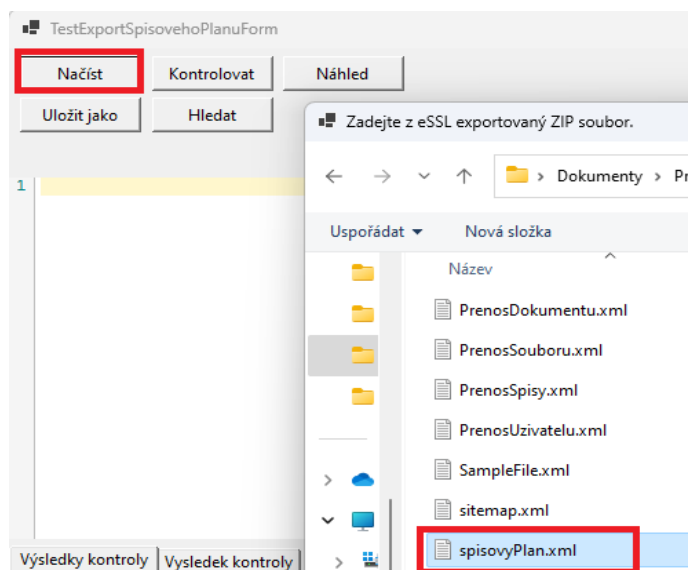 TestExportSpisovehoPlanuForm
Načíst
Kontrolovat
Náhled
Uložit jako
Hledat
1
Výsledky kontroly
Vysledek kontroly
Zadejte z eSSL exportovaný ZIP soubor.
Dokumenty
Pr
Uspořádat
Nová složka
Název
PrenosDokumentu.xml
PrenosSouboru.xml
PrenosSpisy.xml
PrenosUzivatelu.xml
SampleFile.xml
sitemap.xml
spisovyPlan.xml